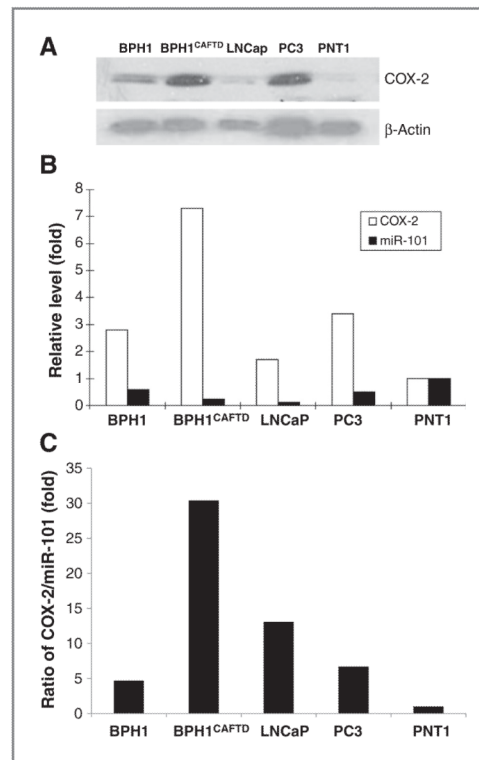 A
BPH1 BPH1CAFTD LNCap PC3 PNT1
COX-2
β-Actin
B
Relative level (fold)
8
7
6
5
4
3
2
1
0
COX-2
miR-101
BPH1 BPH1CAFTD LNCaP PC3 PNT1
C
Ratio of COX-2/miR-101 (fold)
35
30
25
20
15
10
5
0
BPH1 BPH1CAFTD LNCaP PC3 PNT1